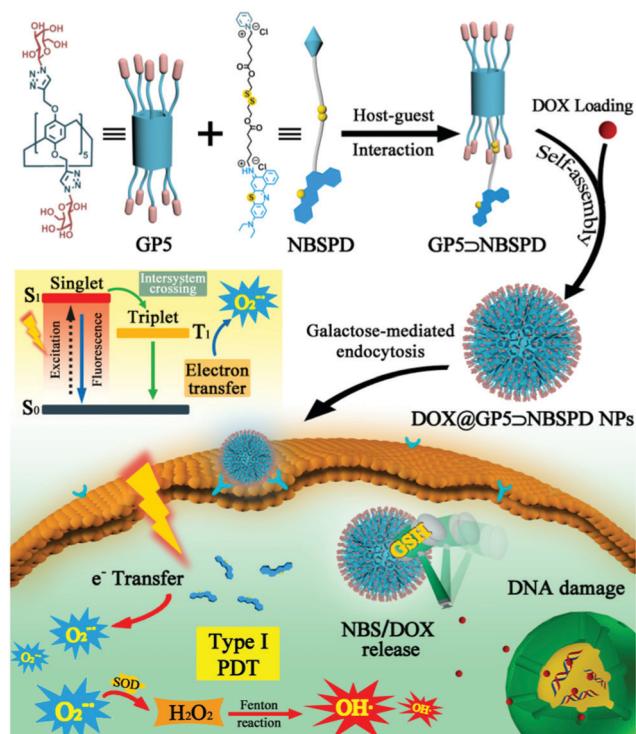 DOX Loading
Host-guest
Interaction
Self-assembly
GP5
NBSPD
GP5⊃NBSPD
S1
Singlet
Intersystem
crossing
O2−•
Triplet
T1
Excitation
Fluorescence
Electron
transfer
S0
Galactose-mediated
endocytosis
DOX@GP5⊃NBSPD NPs
e− Transfer
GSH
DNA damage
O2−•
O2−•
Type I
PDT
NBS/DOX
release
O2−•
SOD
H2O2
Fenton
reaction
OH·
OH·